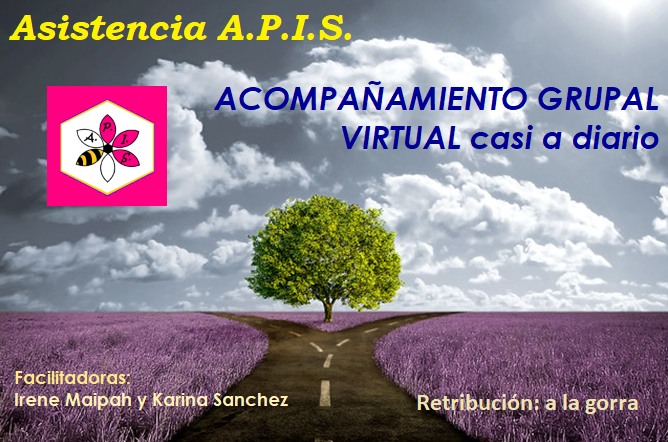 Asistencia A.P.I.S.
ACOMPAÑAMIENTO GRUPAL
VIRTUAL casi a diario
A. P. I. S.
Facilitadoras:
Irene Maipah y Karina Sanchez
Retribución: a la gorra